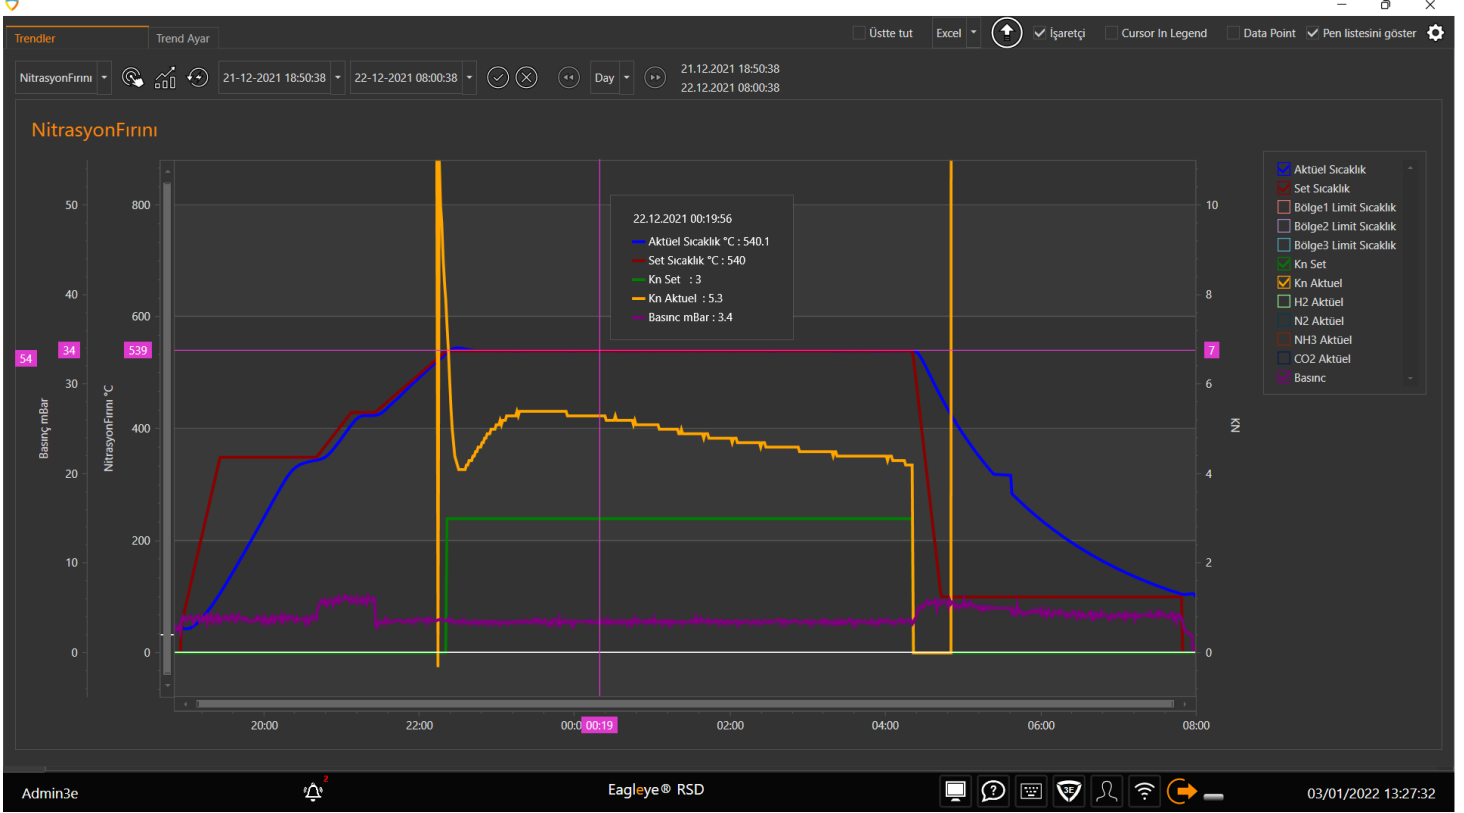 Trendler
Trend Ayar
Üstte tut
Excel
İşaretçi
Cursor In Legend
Data Point
Pen listesini göster
NitrasyonFırını
21-12-2021 18:50:38
22-12-2021 08:00:38
Day
21.12.2021 18:50:38
22.12.2021 08:00:38
NitrasyonFırını
50
40
30
20
10
0
54
34
Basınç mBar
800
600
400
200
0
539
NitrasyonFırını °C
22.12.2021 00:19:56
Aktüel Sıcaklık °C : 540.1
Set Sıcaklık °C : 540
Kn Set : 3
Kn Aktuel : 5.3
Basınc mBar : 3.4
10
8
6
4
2
0
7
KN
Aktüel Sıcaklık
Set Sıcaklık
Bölge1 Limit Sıcaklık
Bölge2 Limit Sıcaklık
Bölge3 Limit Sıcaklık
Kn Set
Kn Aktuel
H2 Aktüel
N2 Aktüel
NH3 Aktüel
CO2 Aktüel
Basınc
20:00
22:00
00:0
00:19
02:00
04:00
06:00
08:00
Admin3e
2
Eagleye® RSD
3E
03/01/2022 13:27:32